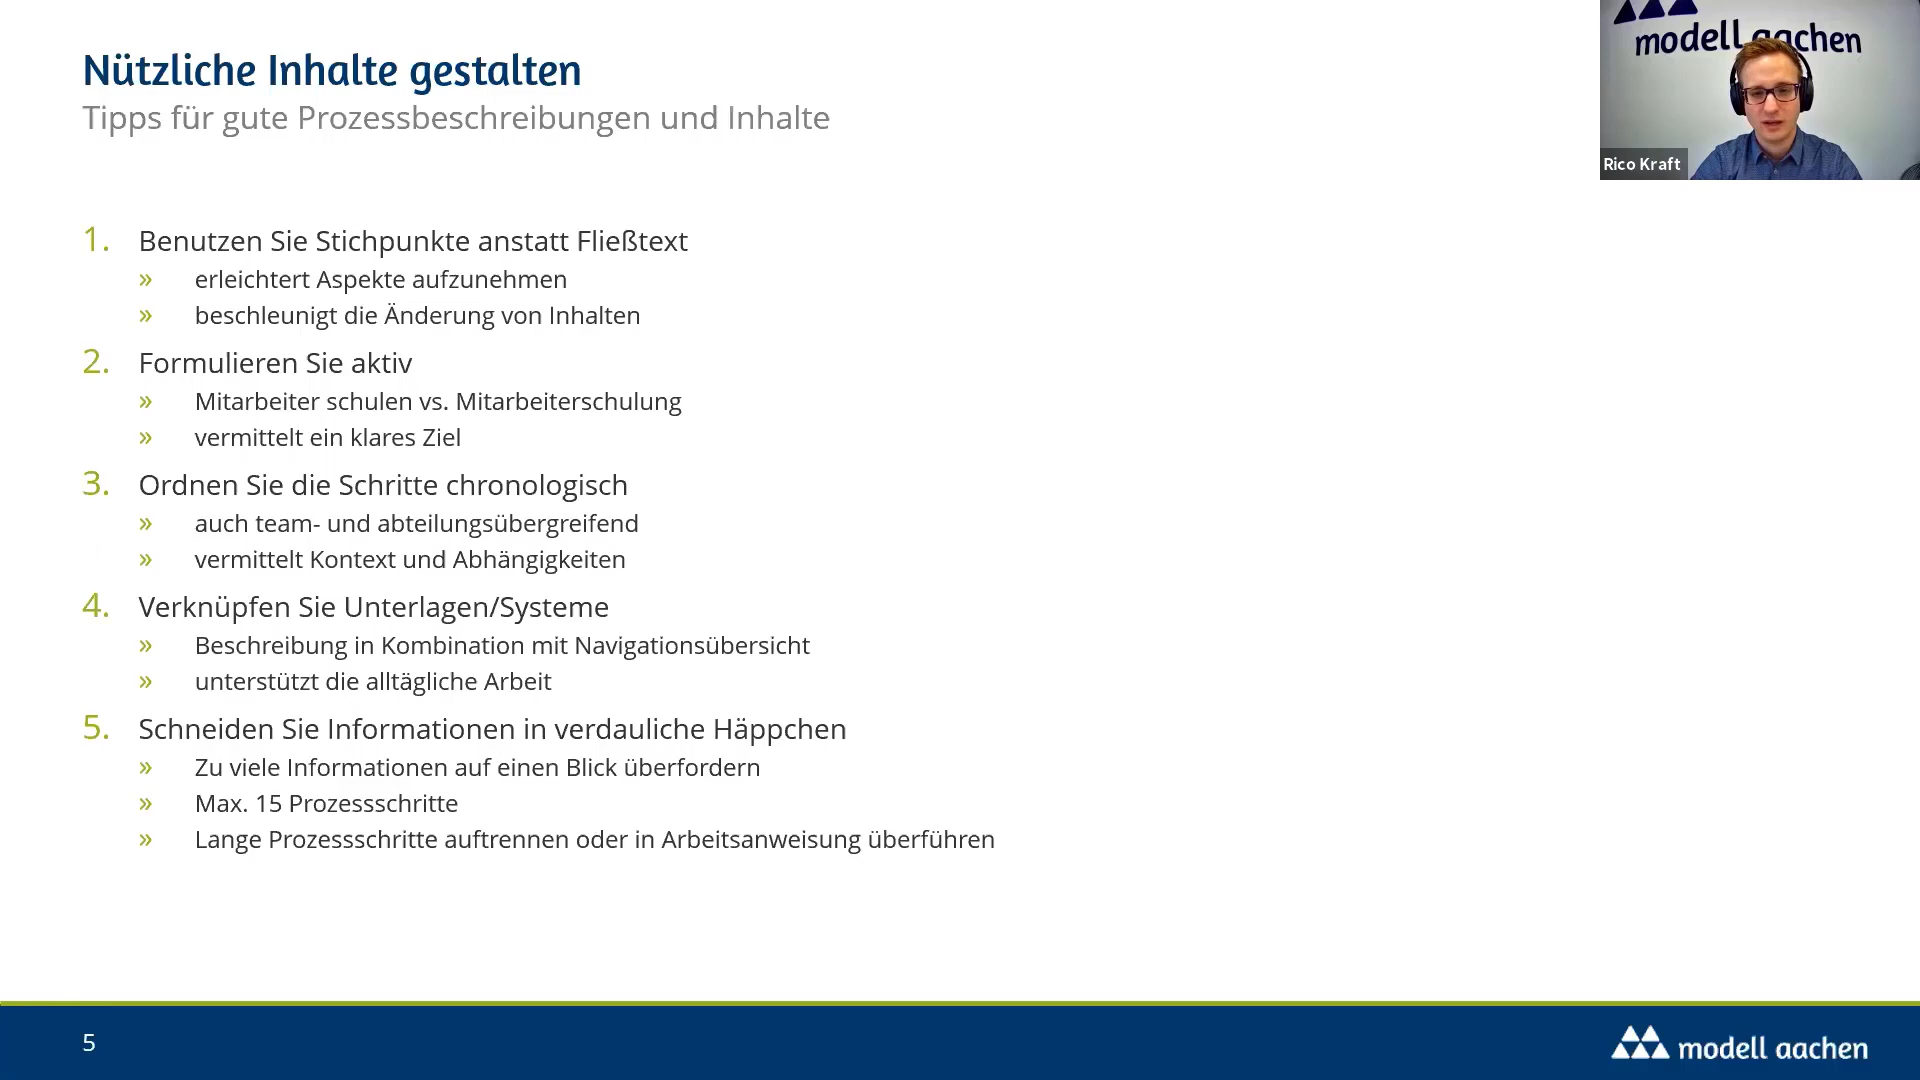 Nützliche Inhalte gestalten
Tipps für gute Prozessbeschreibungen und Inhalte
modell aachen
Rico Kraft
1. Benutzen Sie Stichpunkte anstatt Fließtext
» erleichtert Aspekte aufzunehmen
» beschleunigt die Änderung von Inhalten
2. Formulieren Sie aktiv
» Mitarbeiter schulen vs. Mitarbeiterschulung
» vermittelt ein klares Ziel
3. Ordnen Sie die Schritte chronologisch
» auch team- und abteilungsübergreifend
» vermittelt Kontext und Abhängigkeiten
4. Verknüpfen Sie Unterlagen/Systeme
» Beschreibung in Kombination mit Navigationsübersicht
» unterstützt die alltägliche Arbeit
5. Schneiden Sie Informationen in verdauliche Häppchen
» Zu viele Informationen auf einen Blick überfordern
» Max. 15 Prozessschritte
» Lange Prozessschritte auftrennen oder in Arbeitsanweisung überführen
5
modell aachen